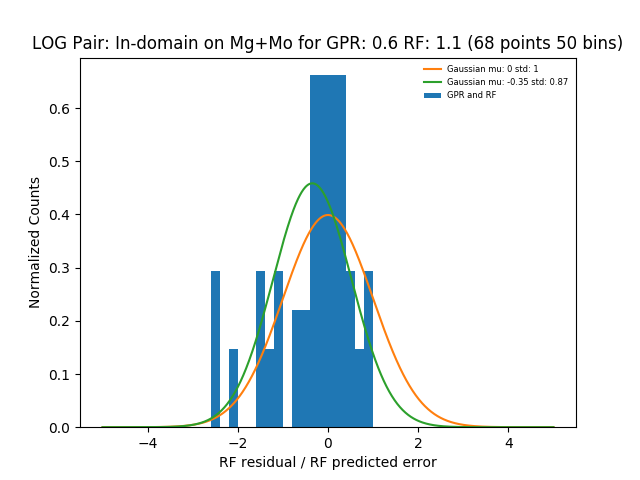 LOG Pair: In-domain on Mg+Mo for GPR: 0.6 RF: 1.1 (68 points 50 bins)
Gaussian mu: 0 std: 1
Gaussian mu: -0.35 std: 0.87
GPR and RF
Normalized Counts
0.6
0.5
0.4
0.3
0.2
0.1
0.0
−4 −2 0 2 4
RF residual / RF predicted error